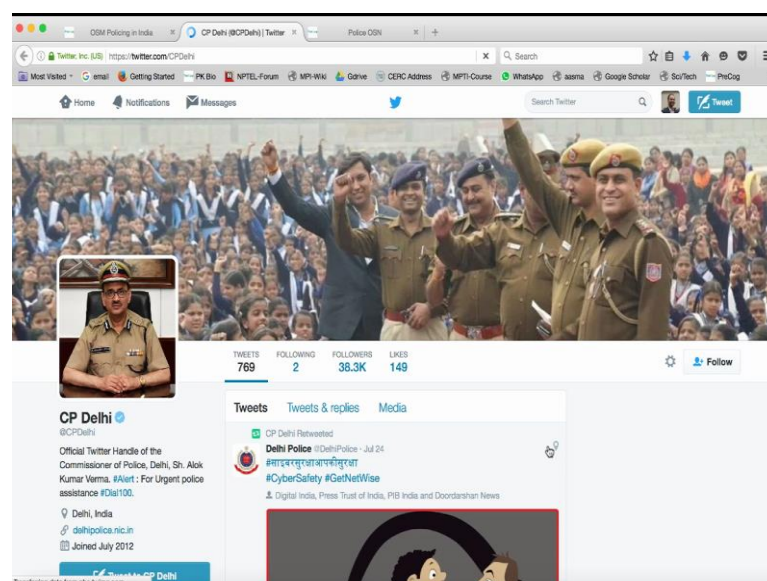 OSM Policing in India
CP Delhi (@CPDelhi) | Twitter
Police OSN
Twitter, Inc. (US) https://twitter.com/CPDelhi
Search
Most Visited
email
Getting Started
PK Bio
NPTEL-Forum
MPI-Wiki
Gdrive
CERC Address
MPTI-Course
WhatsApp
aasma
Google Scholar
Sci/Tech
PreCog
Home
Notifications
Messages
Search Twitter
Tweet
TWEETS FOLLOWING FOLLOWERS LIKES
769 2 38.3K 149
Follow
CP Delhi
@CPDelhi
Official Twitter Handle of the
Commissioner of Police, Delhi, Sh. Alok
Kumar Verma. #Alert : For Urgent police
assistance #Dial100.
Delhi, India
delhipolice.nic.in
Joined July 2012
Tweet to CP Delhi
Tweets Tweets & replies Media
CP Delhi Retweeted
Delhi Police @DelhiPolice · Jul 24
#साइबरसुरक्षाआपकीसुरक्षा
#CyberSafety #GetNetWise
Digital India, Press Trust of India, PIB India and Doordarshan News